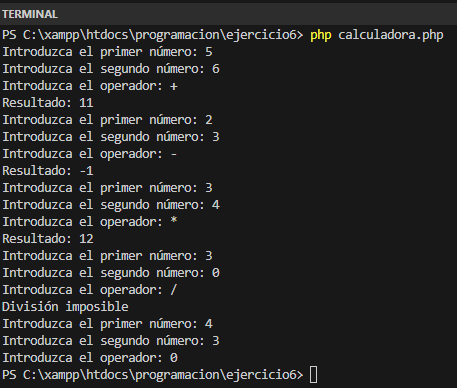 TERMINAL
PS C:\xampp\htdocs\programacion\ejercicio6> php calculadora.php
Introduzca el primer número: 5
Introduzca el segundo número: 6
Introduzca el operador: +
Resultado: 11
Introduzca el primer número: 2
Introduzca el segundo número: 3
Introduzca el operador: -
Resultado: -1
Introduzca el primer número: 3
Introduzca el segundo número: 4
Introduzca el operador: *
Resultado: 12
Introduzca el primer número: 3
Introduzca el segundo número: 0
Introduzca el operador: /
División imposible
Introduzca el primer número: 4
Introduzca el segundo número: 3
Introduzca el operador: 0
PS C:\xampp\htdocs\programacion\ejercicio6>